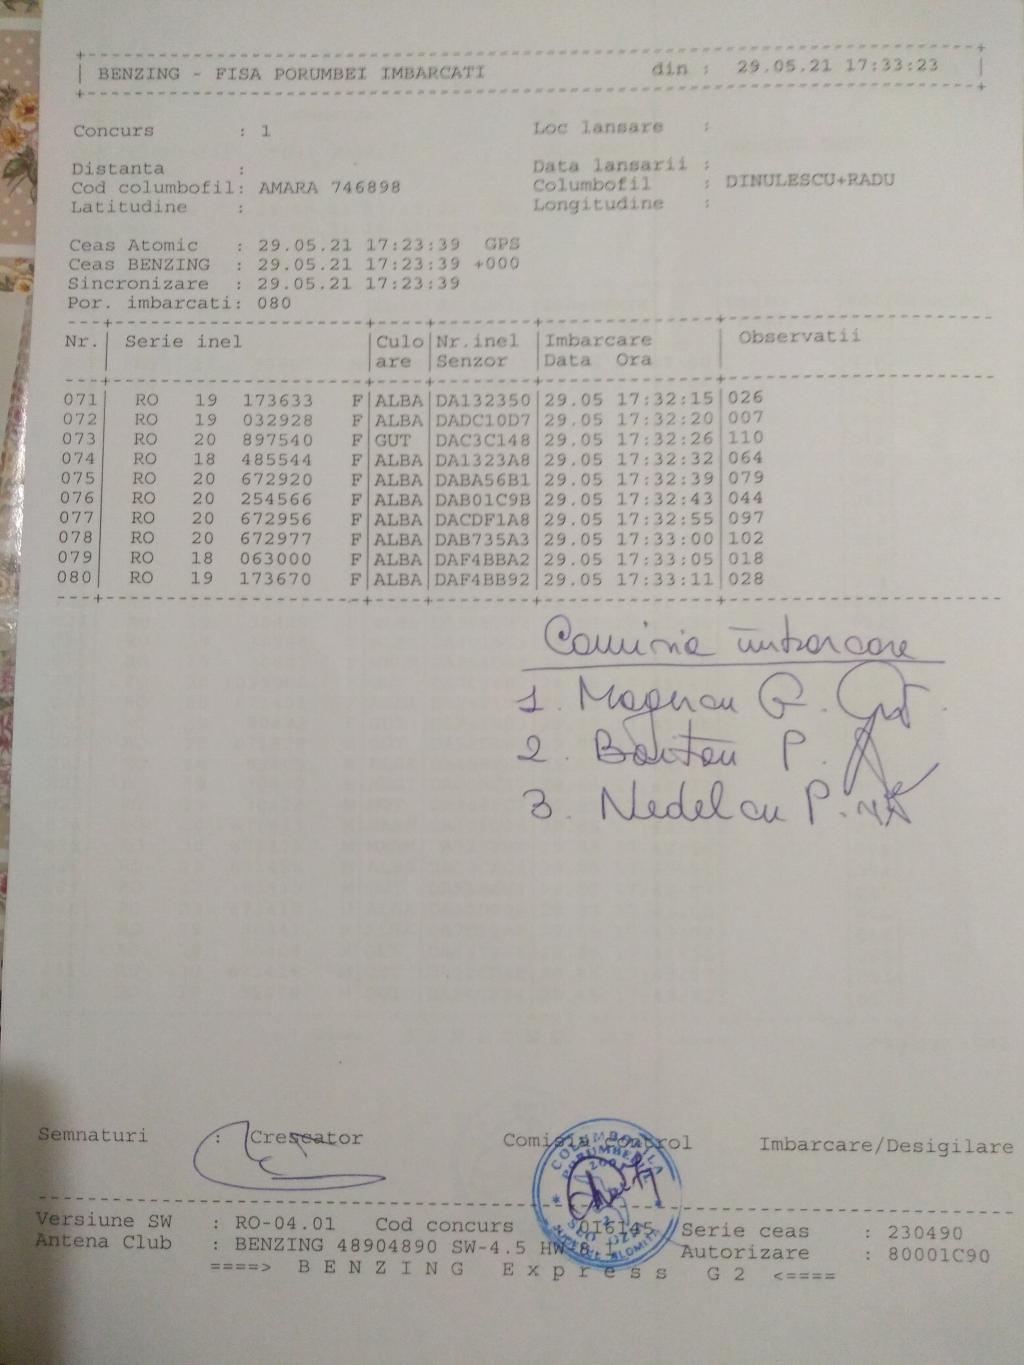 BENZING - FISA PORUMBEI IMBARCATI din : 29.05.21 17:33:23
Concurs : 1 Loc lansare :
Distanta : Data lansarii :
Cod columbofil: AMARA 746898 Columbofil : DINULESCU+RADU
Latitudine : Longitudine :
Ceas Atomic : 29.05.21 17:23:39 GPS
Ceas BENZING : 29.05.21 17:23:39 +000
Sincronizare : 29.05.21 17:23:39
Por. imbarcati: 080
Nr. Serie inel Culo Nr.inel Imbarcare Observatii
are Senzor Data Ora
071 RO 19 173633 F ALBA DA132350 29.05 17:32:15 026
072 RO 19 032928 F ALBA DADC10D7 29.05 17:32:20 007
073 RO 20 897540 F GUT DAC3C148 29.05 17:32:26 110
074 RO 18 485544 F ALBA DA1323A8 29.05 17:32:32 064
075 RO 20 672920 F ALBA DABA56B1 29.05 17:32:39 079
076 RO 20 254566 F ALBA DAB01C9B 29.05 17:32:43 044
077 RO 20 672956 F ALBA DACDF1A8 29.05 17:32:55 097
078 RO 20 672977 F ALBA DAB735A3 29.05 17:33:00 102
079 RO 18 063000 F ALBA DAF4BBA2 29.05 17:33:05 018
080 RO 19 173670 F ALBA DAF4BB92 29.05 17:33:11 028
Comisia imbarcare
1. G.
2. P.
3. Nedelcu P.
Semnaturi : Crescator Comisia control Imbarcare/Desigilare
COLUMBOFILA
Versiune SW : RO-04.01 Cod concurs Serie ceas : 230490
Antena Club : BENZING 48904890 SW-4.5 Autorizare : 80001C90
====> BENZING Express G2 <====